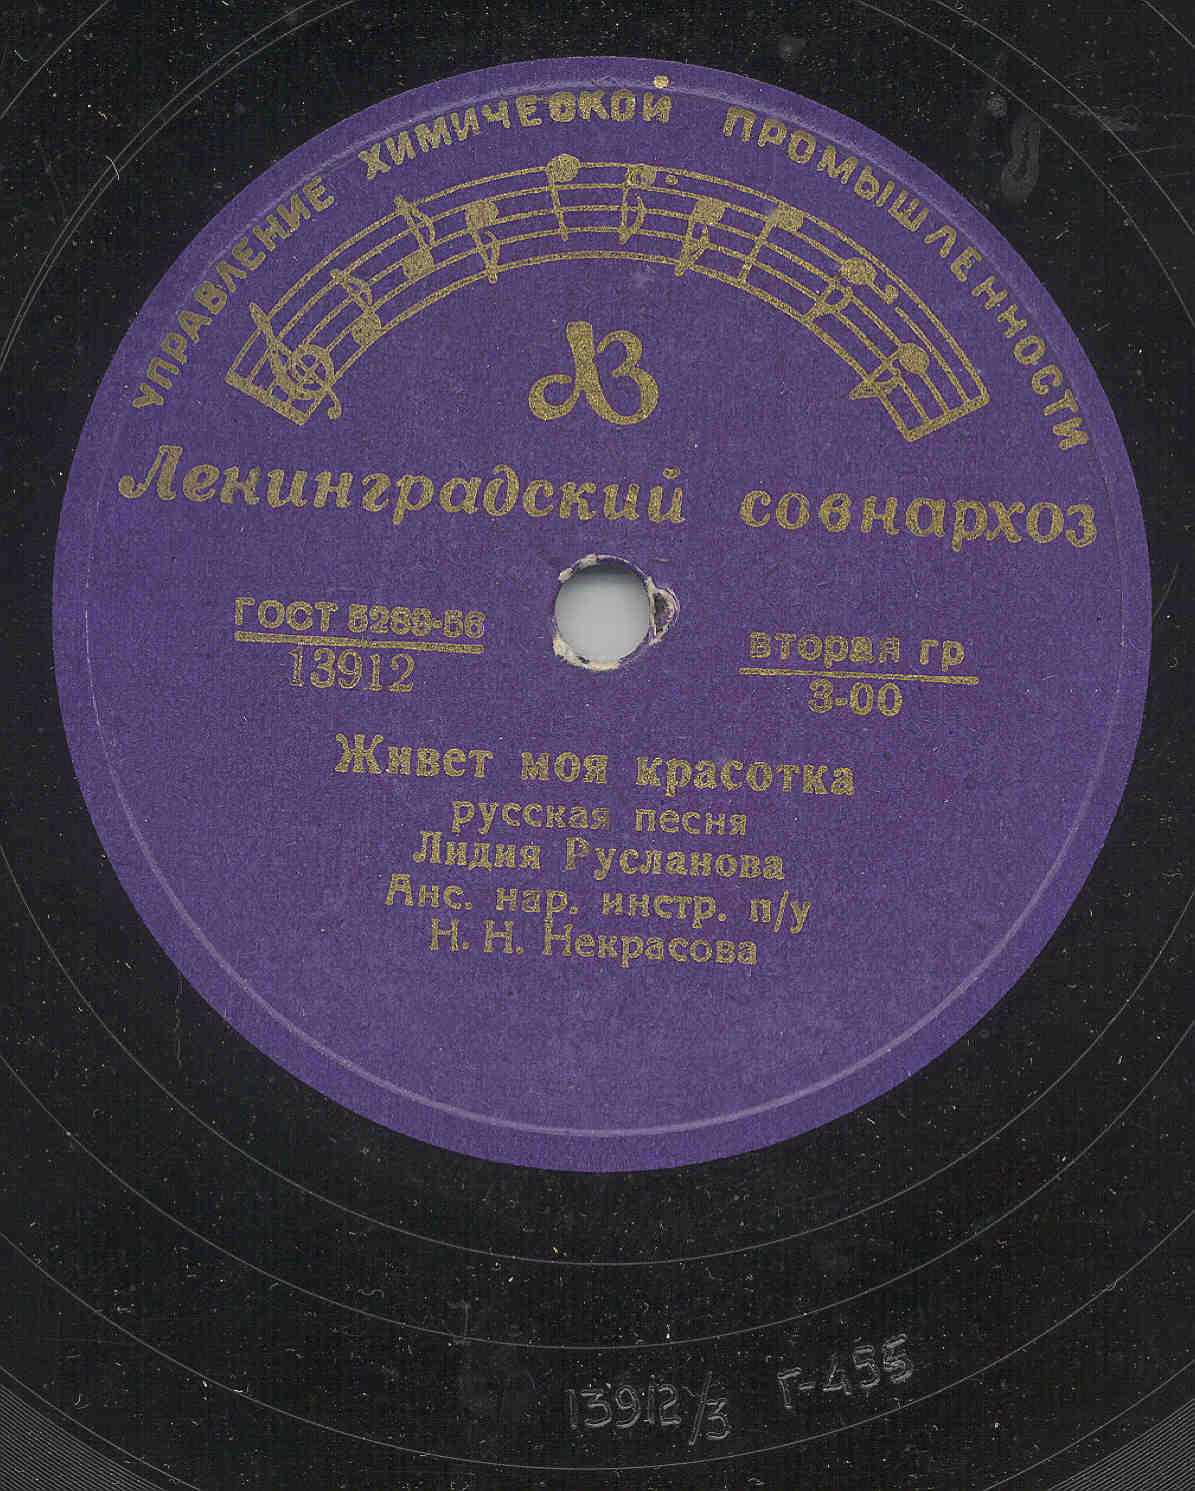 УПРАВЛЕНИЕ ХИМИЧЕСКОЙ ПРОМЫШЛЕННОСТИ
ЛЗ
Ленинградский совнархоз
ГОСТ 5289-56
13912
вторая гр
3-00
Живет моя красотка
русская песня
Лидия Русланова
Анс. нар. инстр. п/у
Н. Н. Некрасова
13912/3 Г-455